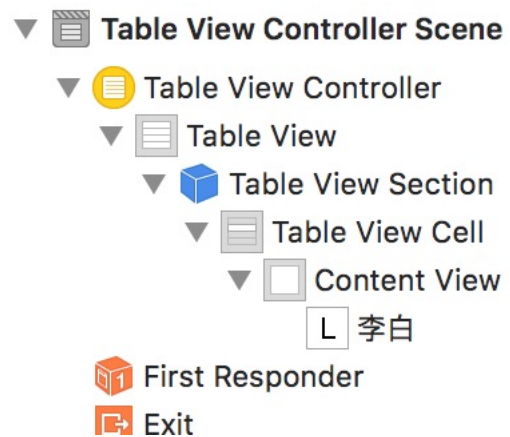 Table View Controller Scene
Table View Controller
Table View
Table View Section
Table View Cell
Content View
L 李白
1 First Responder
Exit